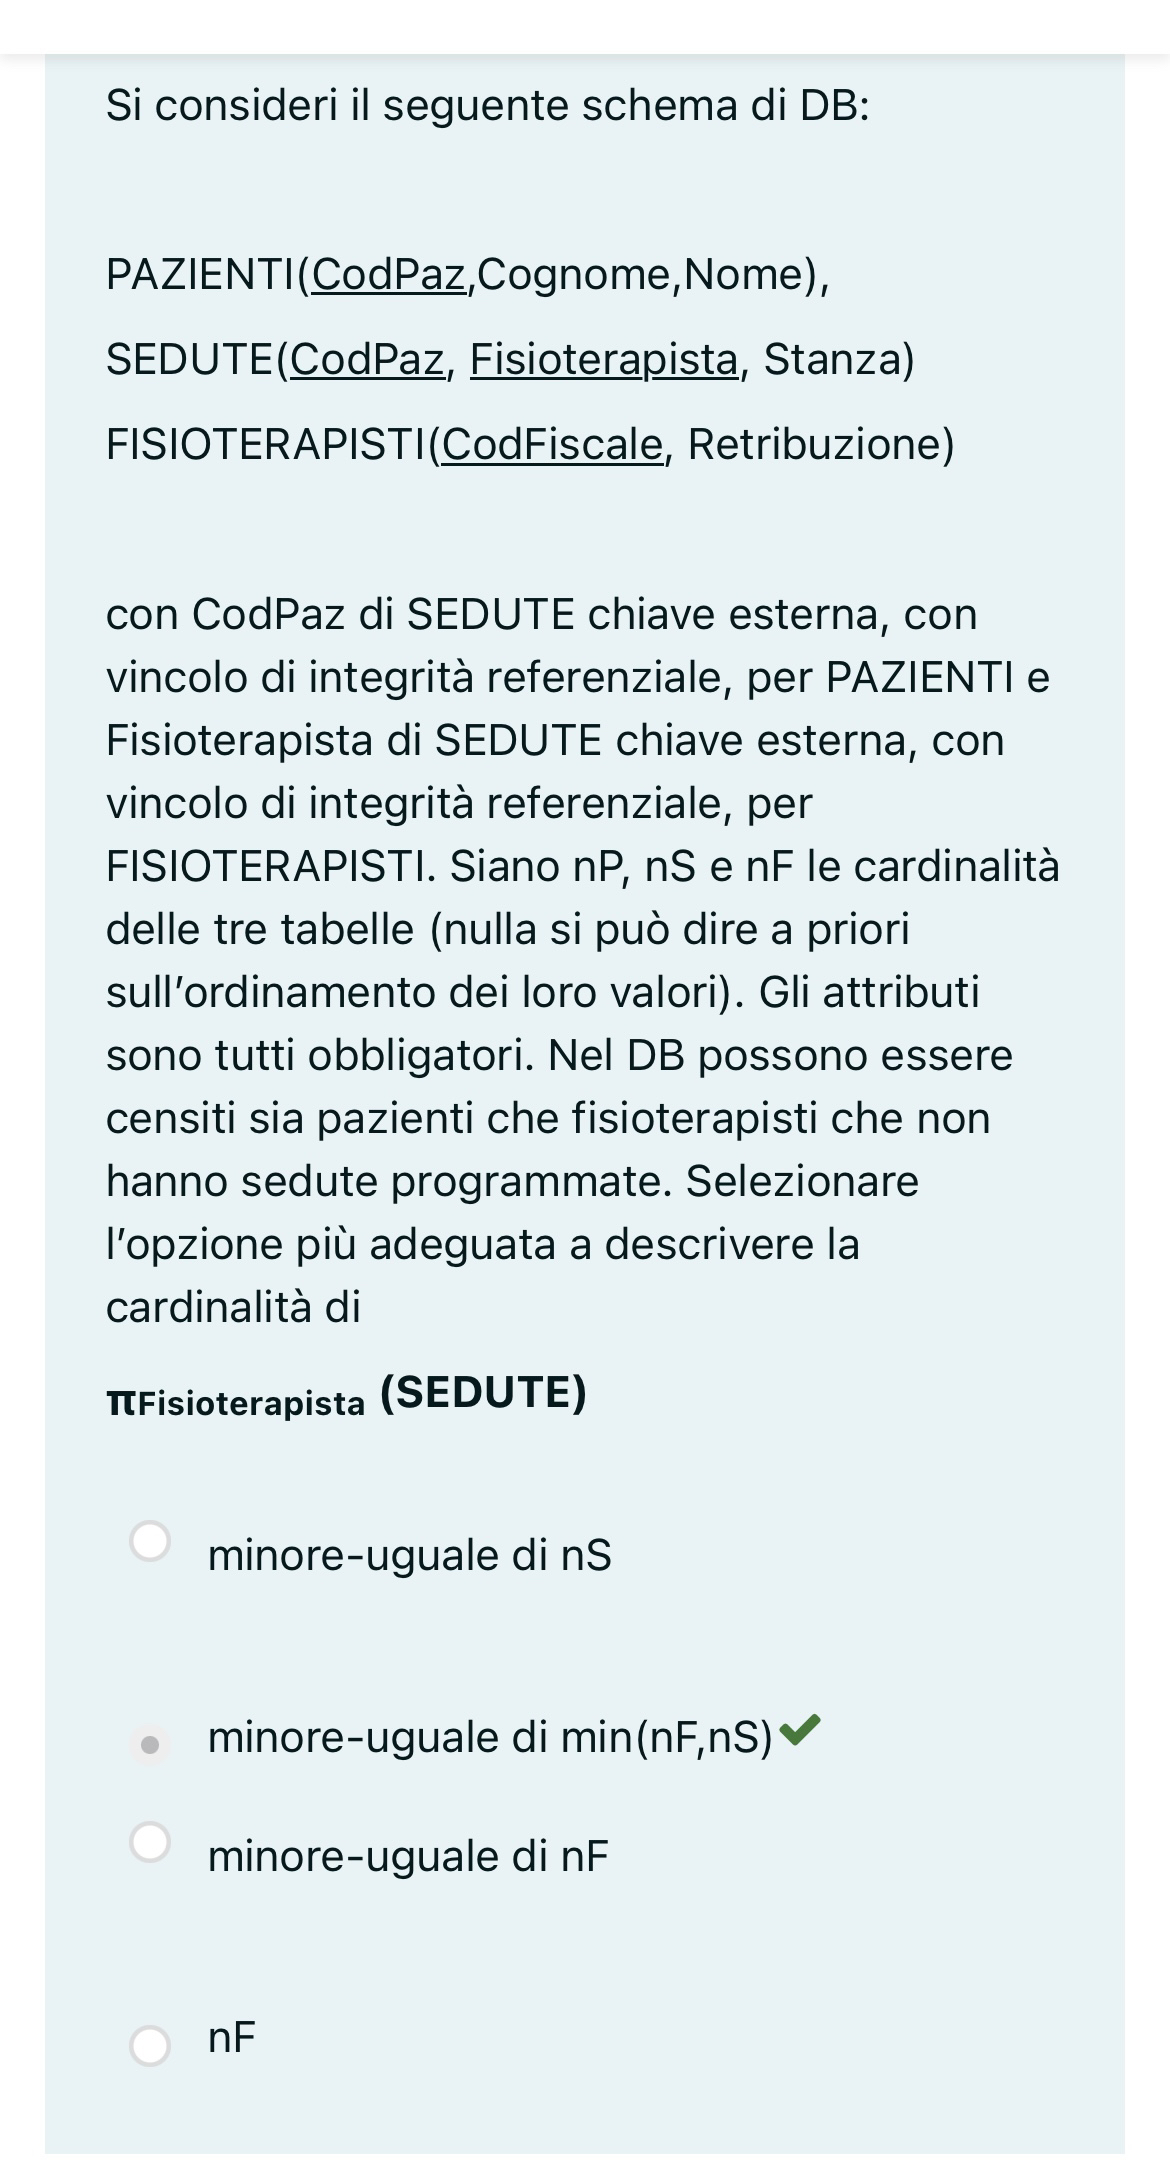 Si consideri il seguente schema di DB:
PAZIENTI(CodPaz,Cognome,Nome),
SEDUTE(CodPaz, Fisioterapista, Stanza)
FISIOTERAPISTI(CodFiscale, Retribuzione)
con CodPaz di SEDUTE chiave esterna, con
vincolo di integrità referenziale, per PAZIENTI e
Fisioterapista di SEDUTE chiave esterna, con
vincolo di integrità referenziale, per
FISIOTERAPISTI. Siano nP, nS e nF le cardinalità
delle tre tabelle (nulla si può dire a priori
sull’ordinamento dei loro valori). Gli attributi
sono tutti obbligatori. Nel DB possono essere
censiti sia pazienti che fisioterapisti che non
hanno sedute programmate. Selezionare
l’opzione più adeguata a descrivere la
cardinalità di
πFisioterapista (SEDUTE)
minore-uguale di nS
minore-uguale di min(nF,nS)
minore-uguale di nF
nF